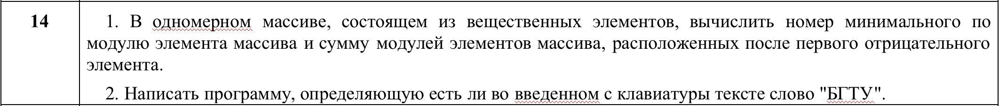 14
1. В одномерном массиве, состоящем из вещественных элементов, вычислить номер минимального по
модулю элемента массива и сумму модулей элементов массива, расположенных после первого отрицательного
элемента.
2. Написать программу, определяющую есть ли во введенном с клавиатуры тексте слово "БГТУ".